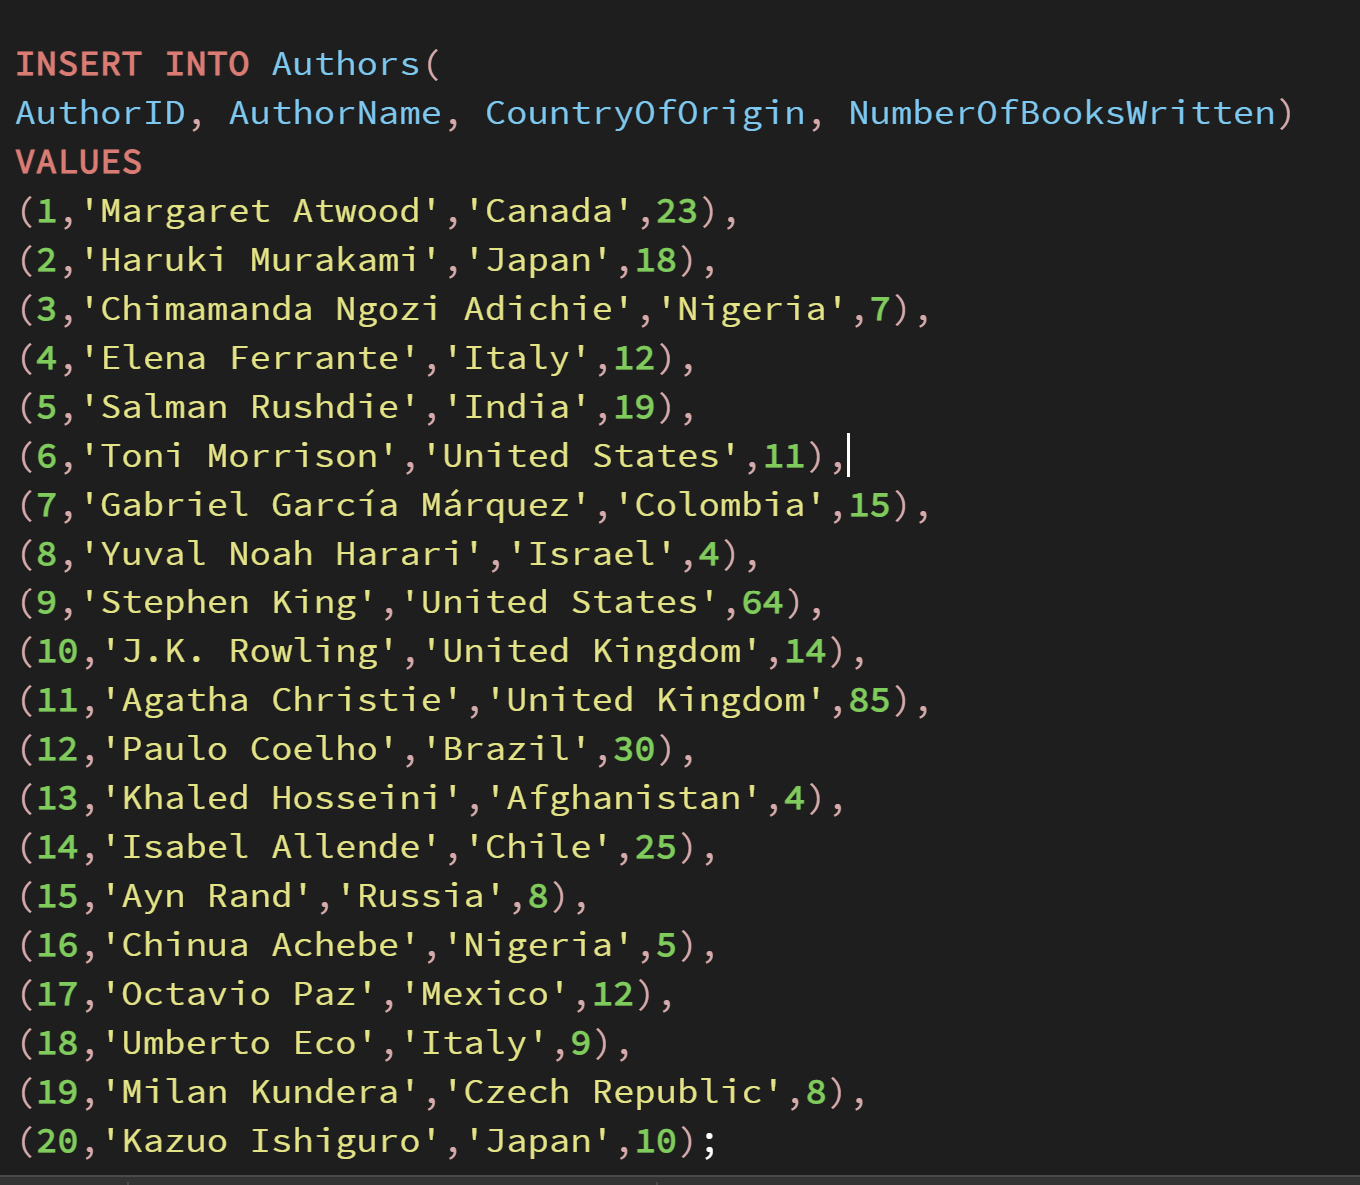 INSERT INTO Authors(
AuthorID, AuthorName, CountryOfOrigin, NumberOfBooksWritten)
VALUES
(1,'Margaret Atwood','Canada',23),
(2,'Haruki Murakami','Japan',18),
(3,'Chimamanda Ngozi Adichie','Nigeria',7),
(4,'Elena Ferrante','Italy',12),
(5,'Salman Rushdie','India',19),
(6,'Toni Morrison','United States',11),
(7,'Gabriel García Márquez','Colombia',15),
(8,'Yuval Noah Harari','Israel',4),
(9,'Stephen King','United States',64),
(10,'J.K. Rowling','United Kingdom',14),
(11,'Agatha Christie','United Kingdom',85),
(12,'Paulo Coelho','Brazil',30),
(13,'Khaled Hosseini','Afghanistan',4),
(14,'Isabel Allende','Chile',25),
(15,'Ayn Rand','Russia',8),
(16,'Chinua Achebe','Nigeria',5),
(17,'Octavio Paz','Mexico',12),
(18,'Umberto Eco','Italy',9),
(19,'Milan Kundera','Czech Republic',8),
(20,'Kazuo Ishiguro','Japan',10);